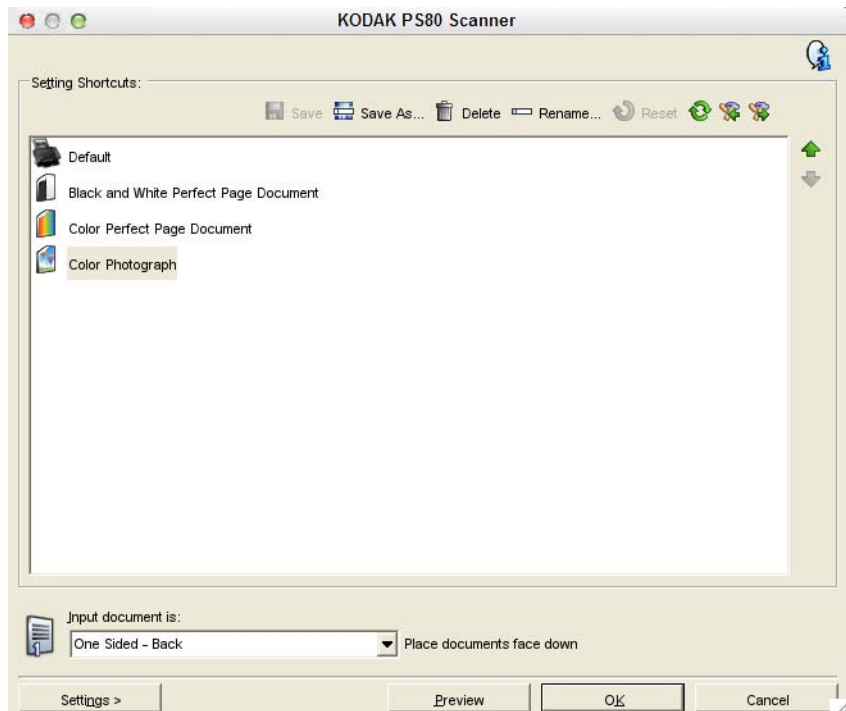 KODAK PS80 Scanner
Setting Shortcuts:
Save Save As... Delete Rename... Reset
Default
Black and White Perfect Page Document
Color Perfect Page Document
Color Photograph
Input document is:
One Sided - Back Place documents face down
Settings > Preview OK Cancel